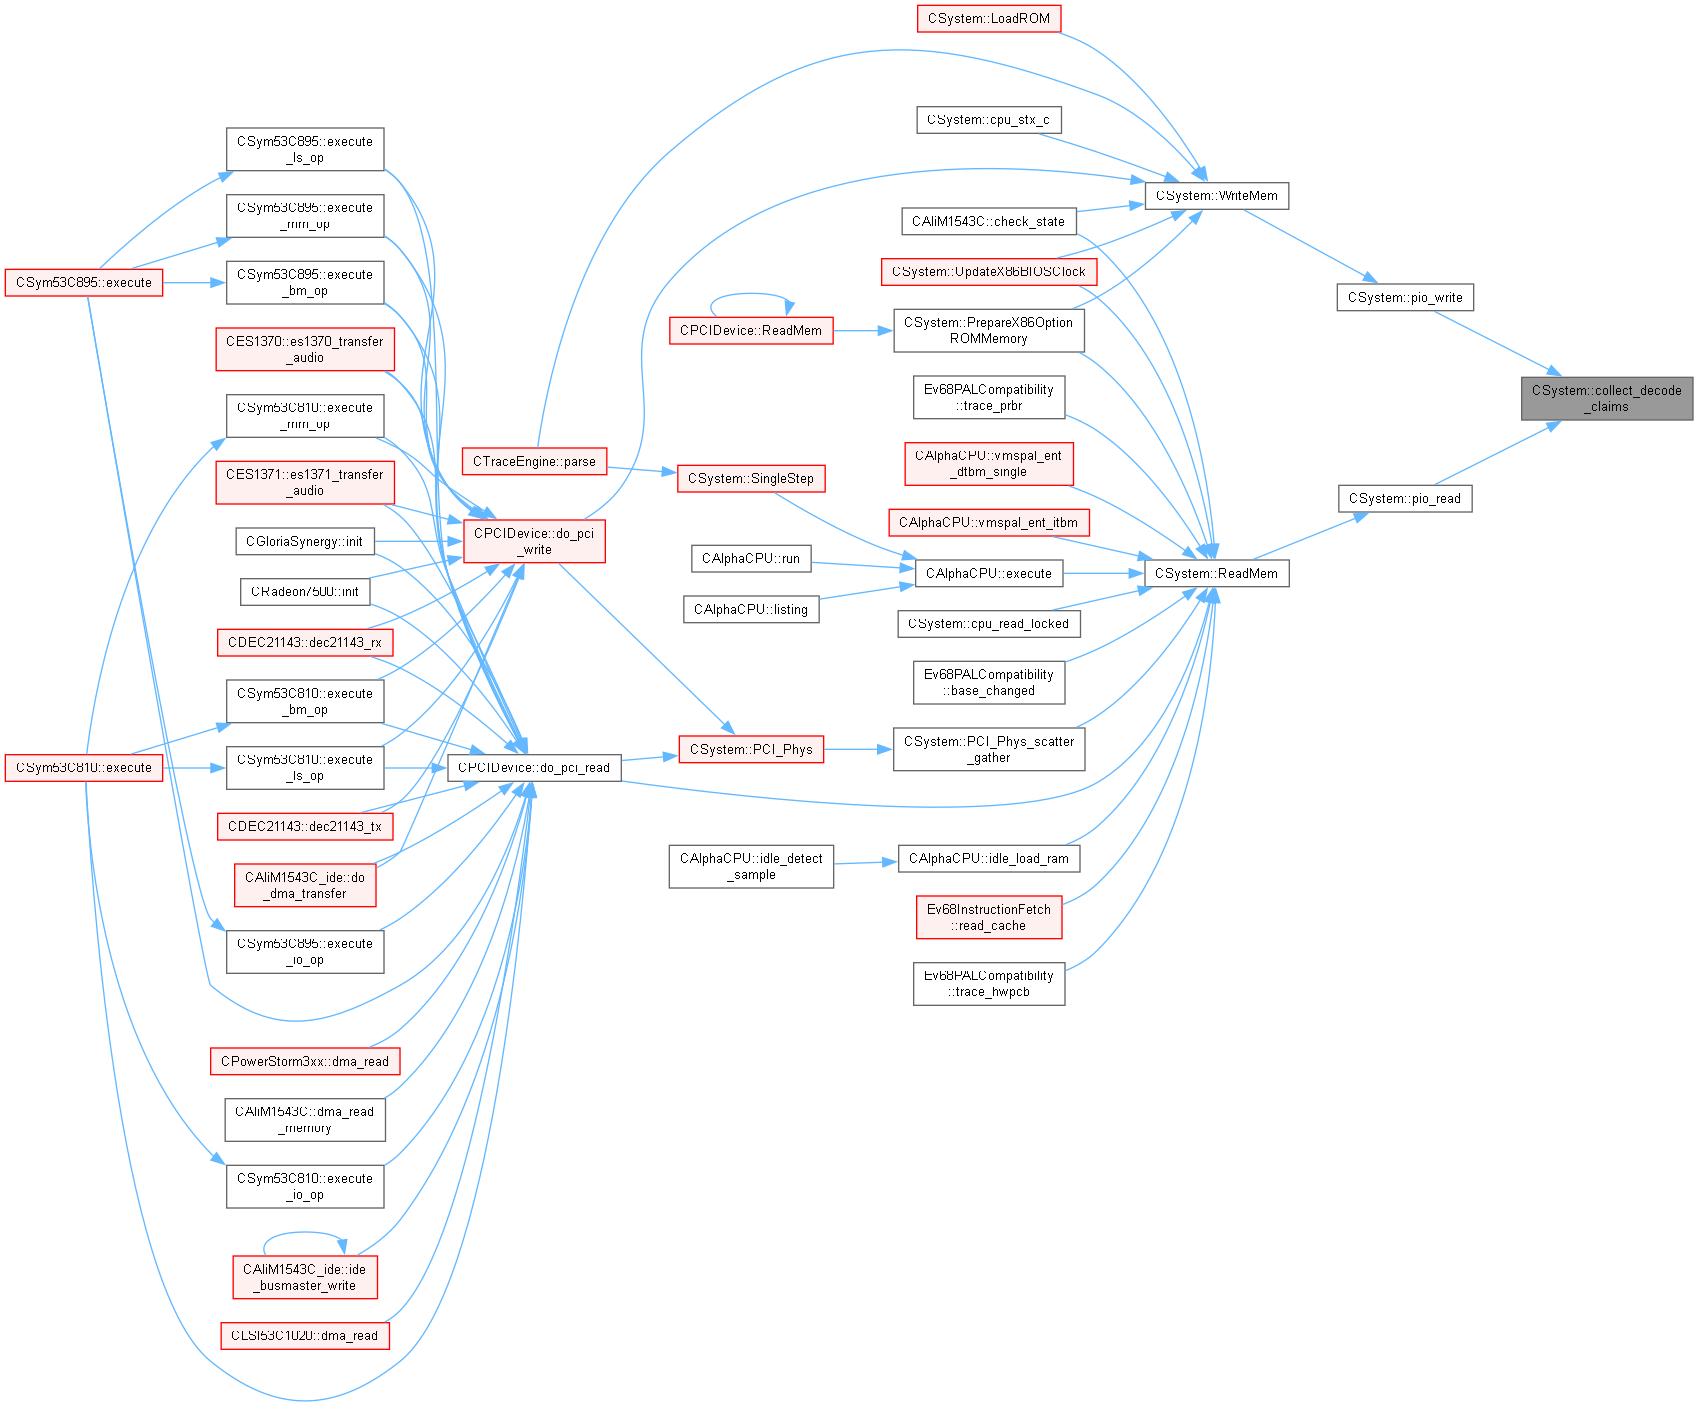 CSystem::LoadROM
CSystem::cpu_stx_c
CSym53C895::execute
_ls_op
CSystem::WriteMem
CSym53C895::execute
_mm_op
CAliM1543C::check_state
CSym53C895::execute
_bm_op
CSystem::UpdateX86BIOSClock
CSym53C895::execute
CSystem::pio_write
CPCIDevice::ReadMem
CSystem::PrepareX86Option
ROMMemory
CES1370::es1370_transfer
_audio
Ev68PALCompatibility
::trace_prbr
CSystem::collect_decode
_claims
CSym53C810::execute
_mm_op
CTraceEngine::parse
CAlphaCPU::vmspal_ent
_dtbm_single
CES1371::es1371_transfer
_audio
CSystem::SingleStep
CSystem::pio_read
CAlphaCPU::vmspal_ent_itbm
CGloriaSynergy::init
CPCIDevice::do_pci
_write
CAlphaCPU::run
CAlphaCPU::execute
CSystem::ReadMem
CRadeon7500::init
CAlphaCPU::listing
CSystem::cpu_read_locked
CDEC21143::dec21143_rx
Ev68PALCompatibility
::base_changed
CSym53C810::execute
_bm_op
CSystem::PCI_Phys
CSystem::PCI_Phys_scatter
_gather
CSym53C810::execute
CSym53C810::execute
_ls_op
CPCIDevice::do_pci_read
CDEC21143::dec21143_tx
CAlphaCPU::idle_detect
_sample
CAlphaCPU::idle_load_ram
CAliM1543C_ide::do
_dma_transfer
Ev68InstructionFetch
::read_cache
CSym53C895::execute
_io_op
Ev68PALCompatibility
::trace_hwpcb
CPowerStorm3xx::dma_read
CAliM1543C::dma_read
_memory
CSym53C810::execute
_io_op
CAliM1543C_ide::ide
_busmaster_write
CLSI53C1020::dma_read